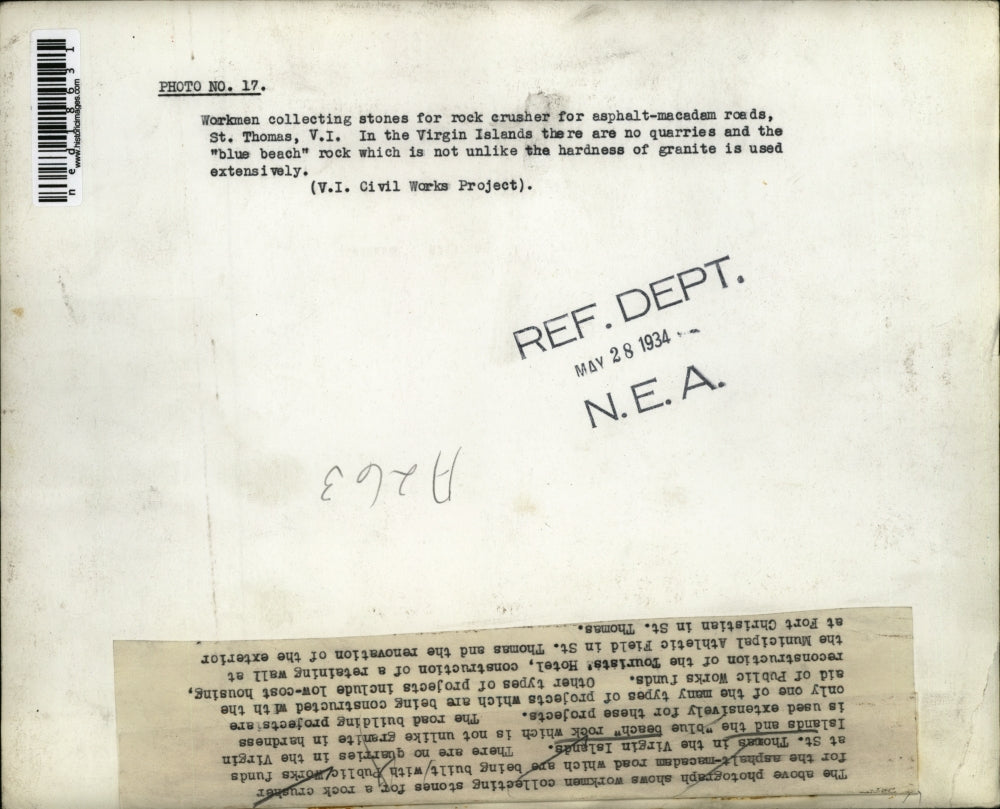 ned18631
www.historicimages.com
PHOTO NO. 17.
Workmen collecting stones for rock crusher for asphalt-macadam roads,
St. Thomas, V.I. In the Virgin Islands there are no quarries and the
"blue beach" rock which is not unlike the hardness of granite is used
extensively.
(V.I. Civil Works Project).
REF. DEPT.
MAY 28 1934
N.E.A.
A263
The above photograph shows workmen collecting stones for a rock crusher
for the asphalt-macadam road which are being built with Public Works funds
at St. Thomas in the Virgin Islands. There are no quarries in the Virgin
Islands and the "blue beach" rock which is not unlike granite in hardness
is used extensively for these projects. The road building projects are
only one of the many types of projects which are being constructed with the
aid of Public Works funds. Other types of projects include low-cost housing,
reconstruction of the Tourists' Hotel, construction of a retaining wall at
the Municipal Athletic Field in St. Thomas and the renovation of the exterior
at Fort Christian in St. Thomas.